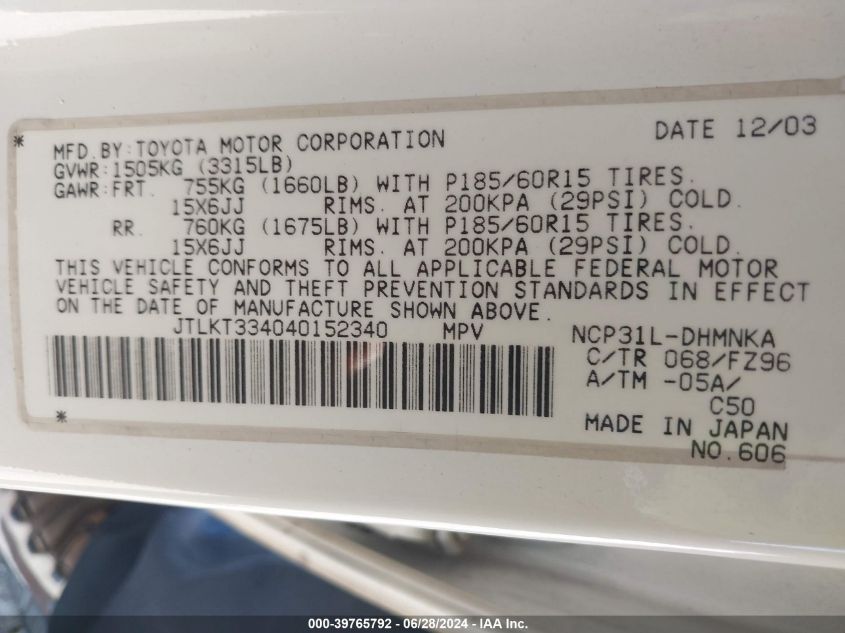 * DATE 12/03
MFD.BY:TOYOTA MOTOR CORPORATION
GVWR:1505KG (3315LB)
GAWR:FRT. 755KG (1660LB) WITH P185/60R15 TIRES.
15X6JJ RIMS. AT 200KPA (29PSI) COLD.
RR. 760KG (1675LB) WITH P185/60R15 TIRES.
15X6JJ RIMS. AT 200KPA (29PSI) COLD.
THIS VEHICLE CONFORMS TO ALL APPLICABLE FEDERAL MOTOR
VEHICLE SAFETY AND THEFT PREVENTION STANDARDS IN EFFECT
ON THE DATE OF MANUFACTURE SHOWN ABOVE.
JTLKT334040152340 MPV NCP31L-DHMNKA
C/TR 068/FZ96
A/TM -05A/
C50
* MADE IN JAPAN
NO.606
000-39765792 - 06/28/2024 - IAA Inc.